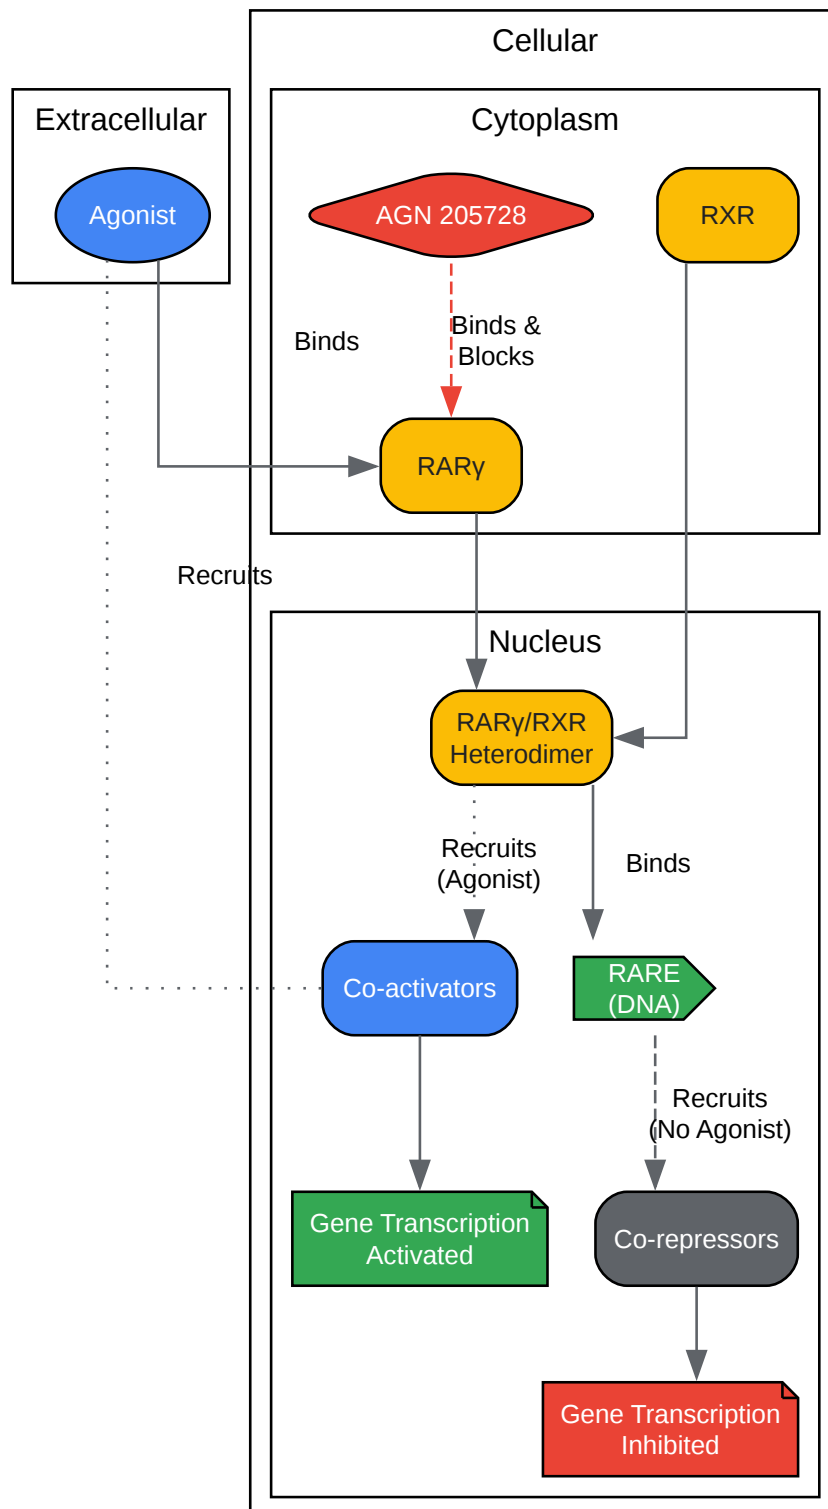 Cellular
Extracellular
Cytoplasm
Agonist
AGN 205728
RXR
Binds
Binds &
Blocks
RARγ
Recruits
Nucleus
RARγ/RXR
Heterodimer
Recruits
(Agonist)
Binds
Co-activators
RARE
(DNA)
Recruits
(No Agonist)
Gene Transcription
Activated
Co-repressors
Gene Transcription
Inhibited